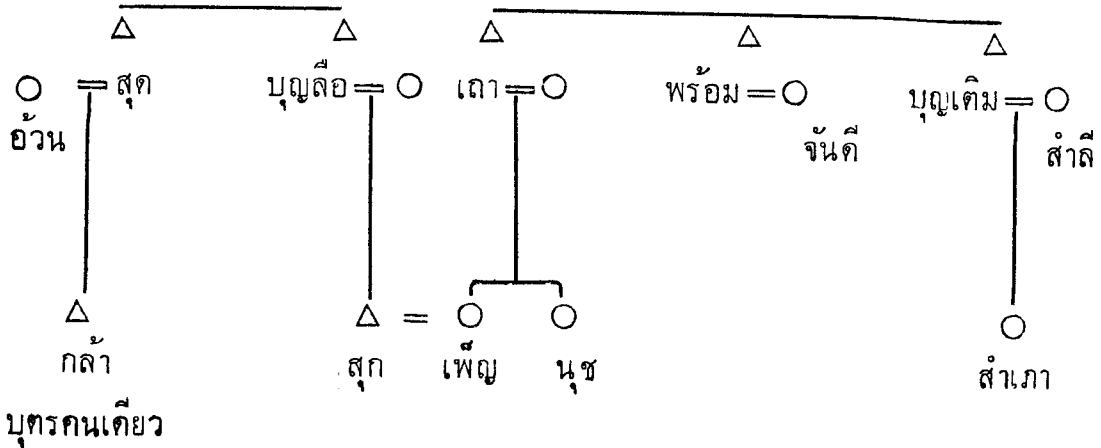 สุด บุญลือ เถา พร้อม บุญเติม
อ้วน จันดี สำลี
กล้า สุก เพ็ญ นุช สำเภา
บุตรคนเดียว